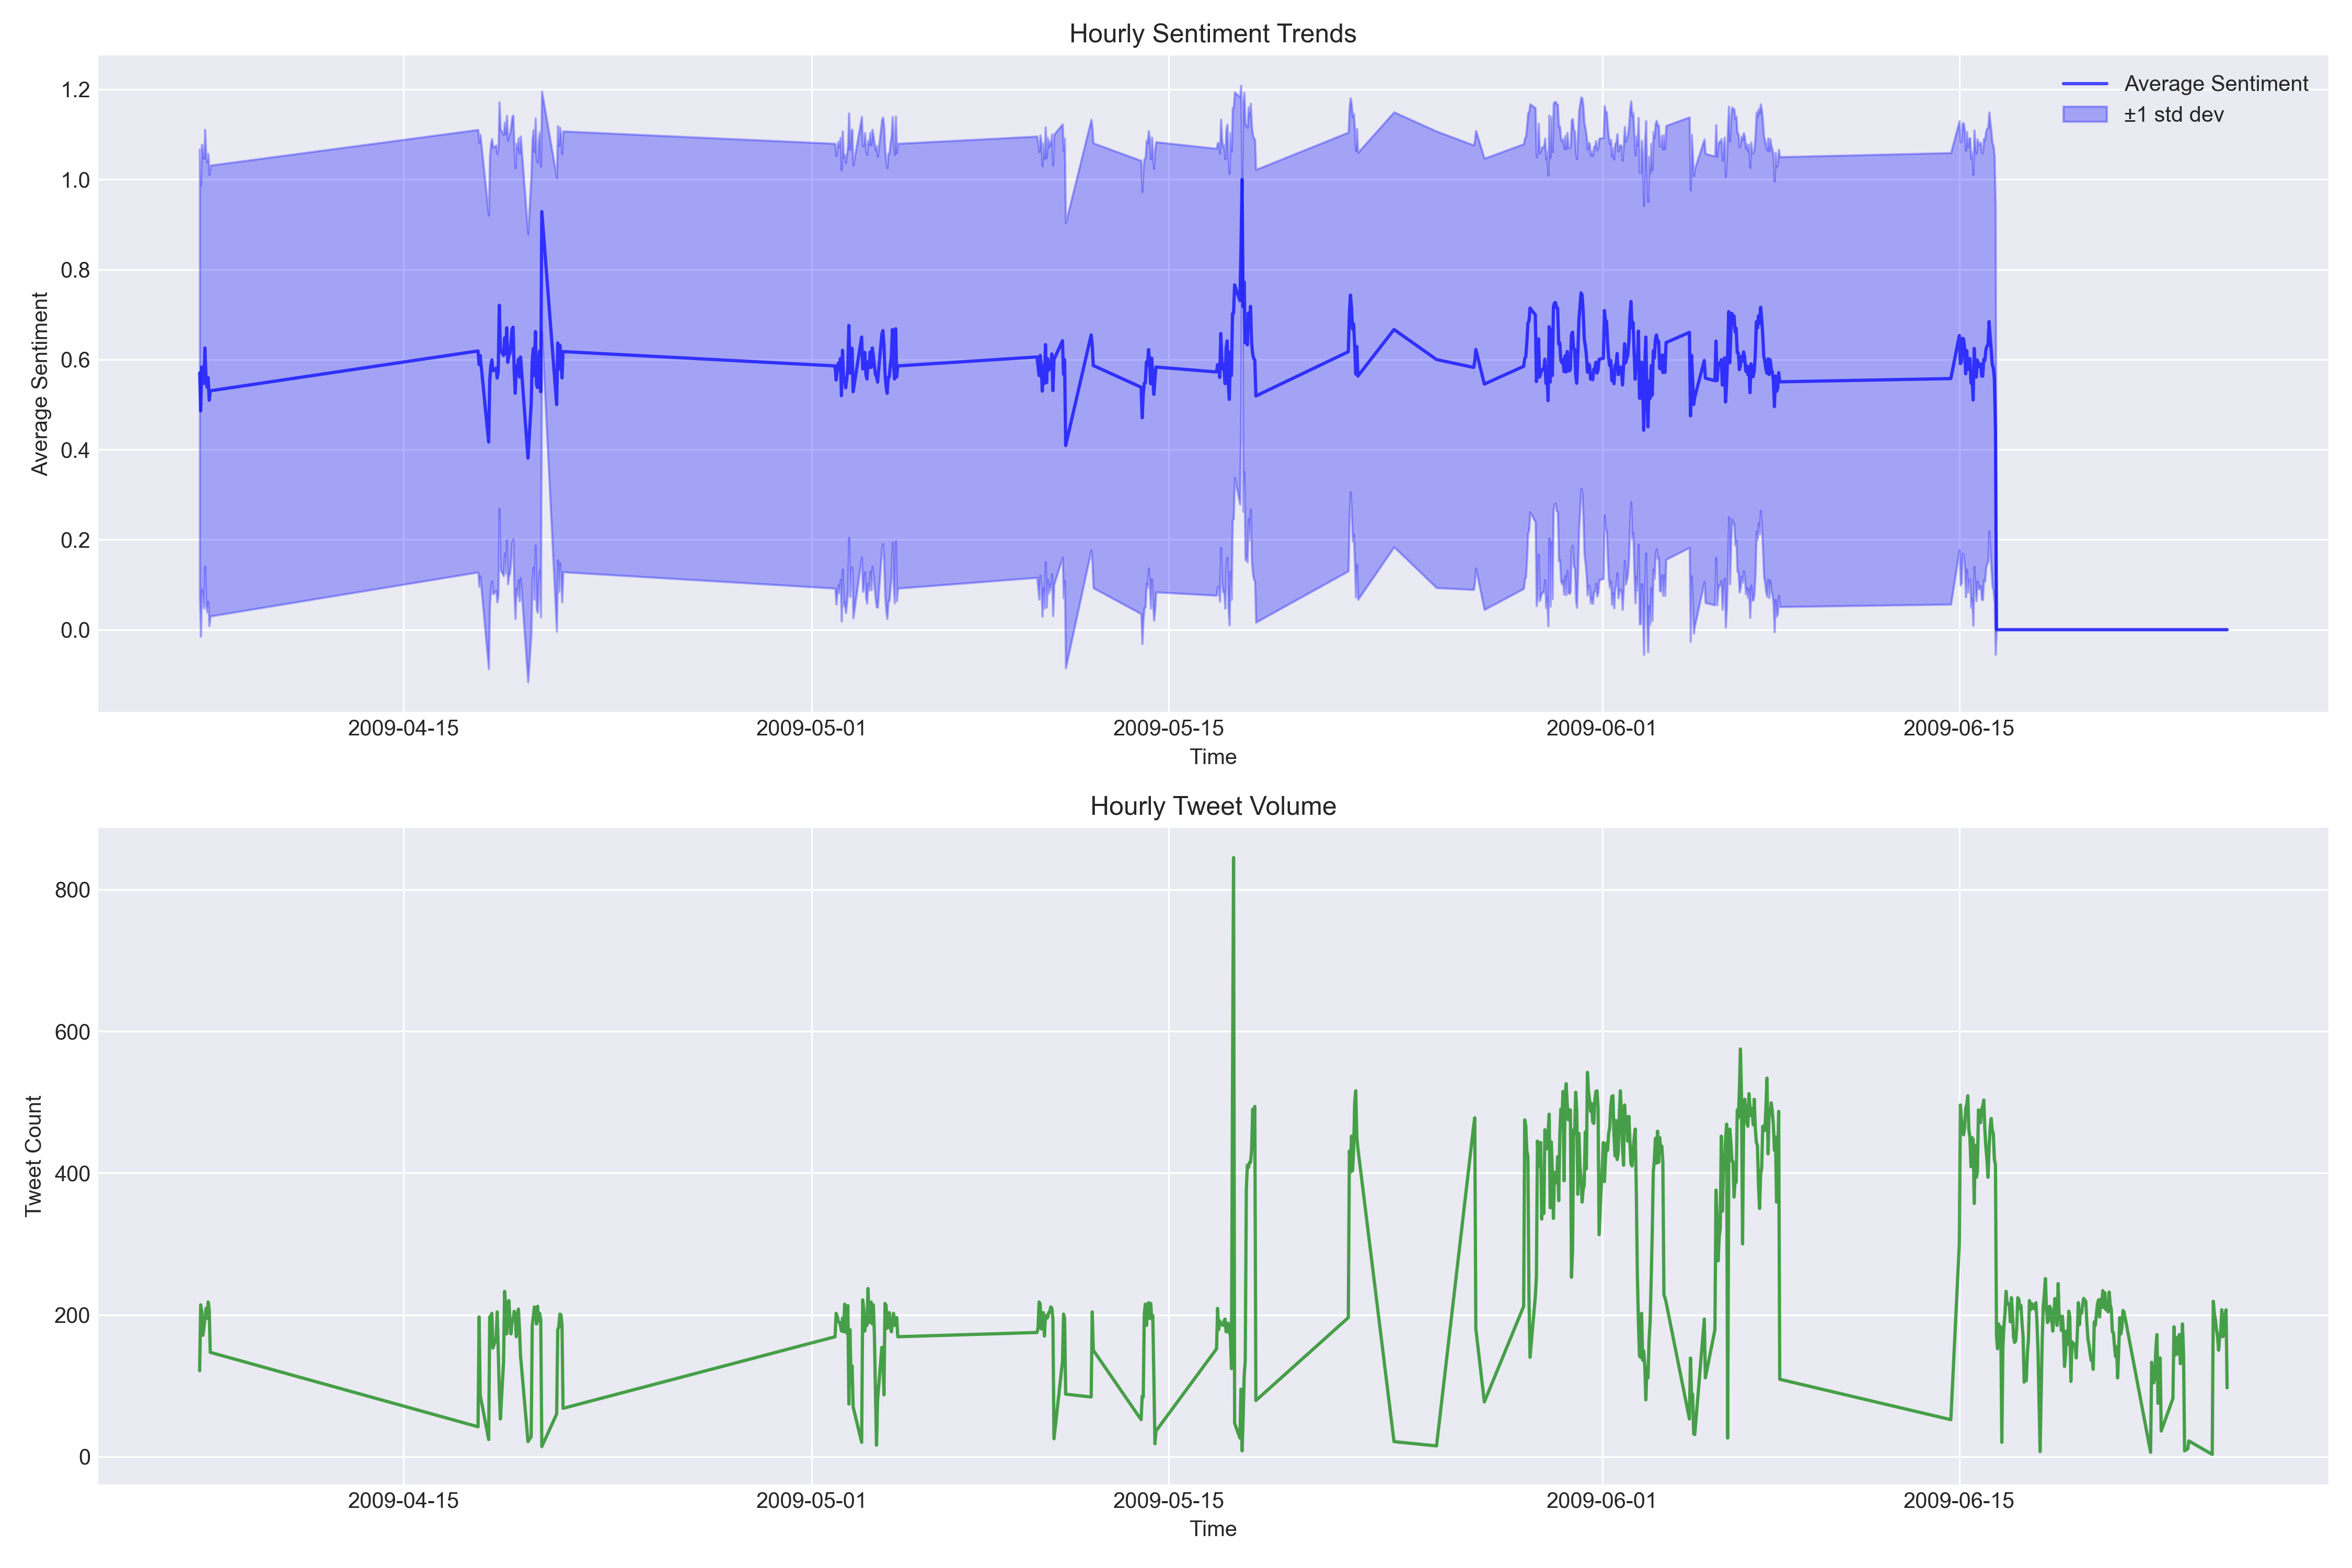 Hourly Sentiment Trends
Average Sentiment
±1 std dev
1.2
1.0
0.8
0.6
0.4
0.2
0.0
Average Sentiment
2009-04-15 2009-05-01 2009-05-15 2009-06-01 2009-06-15
Time
Hourly Tweet Volume
800
600
400
200
0
Tweet Count
2009-04-15 2009-05-01 2009-05-15 2009-06-01 2009-06-15
Time